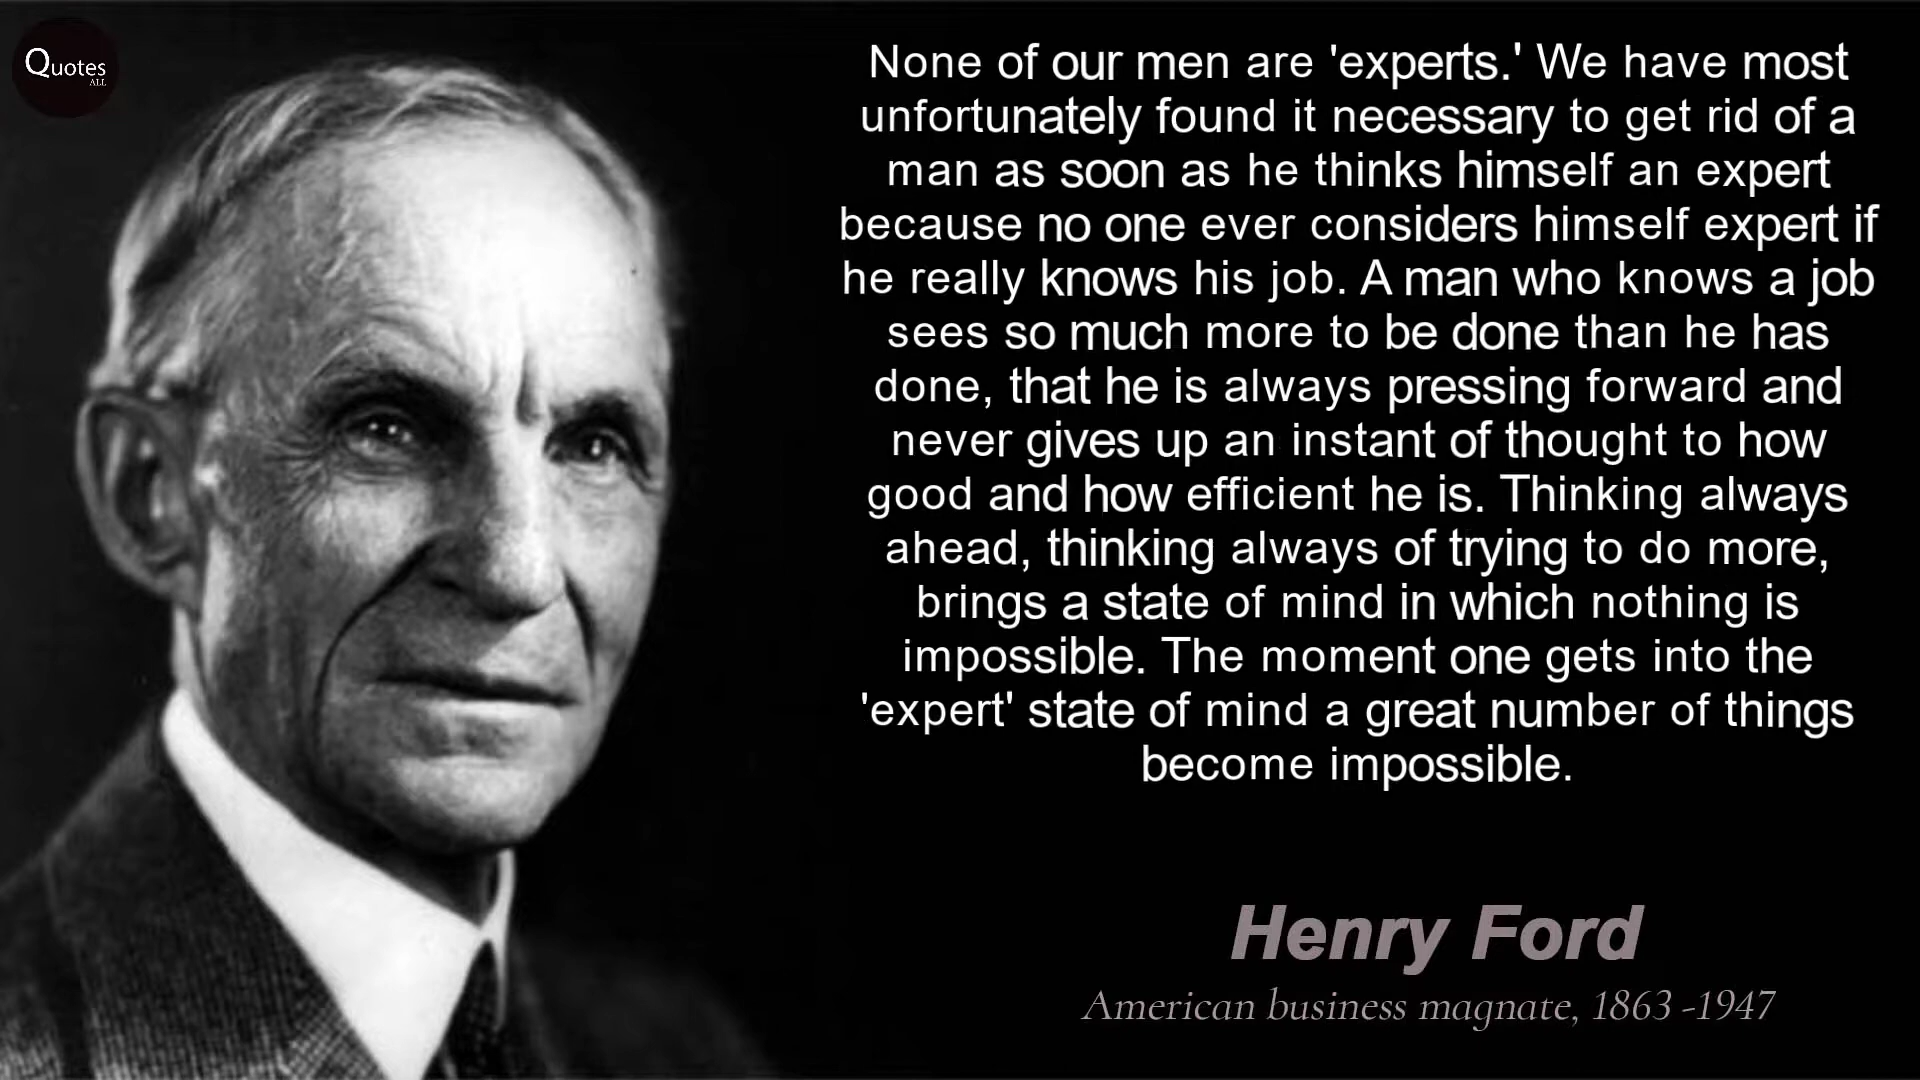 Quotes
ALL
None of our men are 'experts.' We have most
unfortunately found it necessary to get rid of a
man as soon as he thinks himself an expert
because no one ever considers himself expert if
he really knows his job. A man who knows a job
sees so much more to be done than he has
done, that he is always pressing forward and
never gives up an instant of thought to how
good and how efficient he is. Thinking always
ahead, thinking always of trying to do more,
brings a state of mind in which nothing is
impossible. The moment one gets into the
'expert' state of mind a great number of things
become impossible.
Henry Ford
American business magnate, 1863 -1947